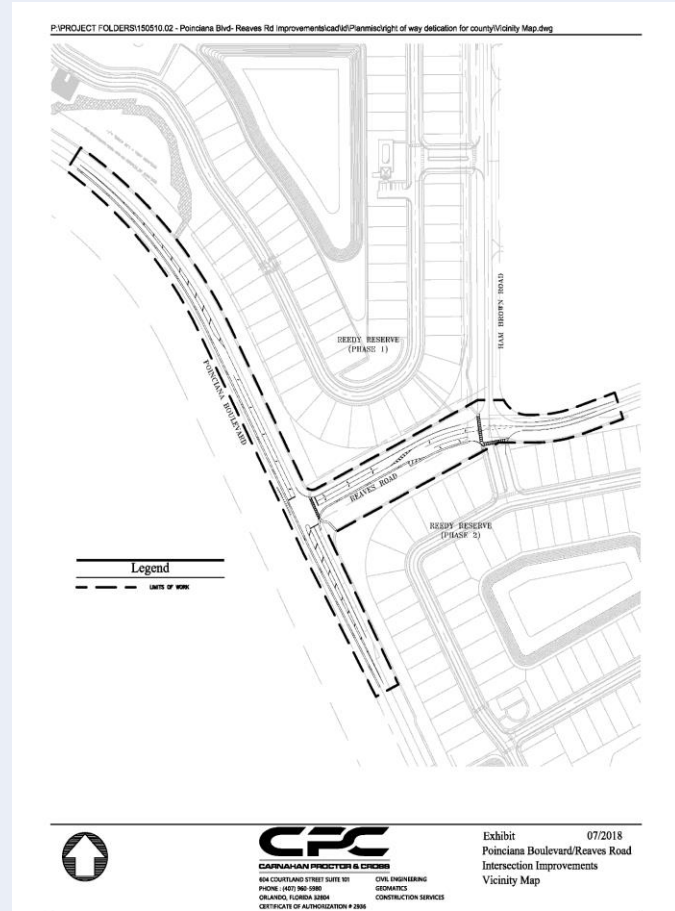 P:\PROJECT FOLDERS\150510.02 - Poinciana Blvd- Reaves Rd Improvements\cad\ld\Planmisc\right of way detication for county\Vicinity Map.dwg
HAM BROWN ROAD
REEDY RESERVE
(PHASE 1)
POINCIANA BOULEVARD
REAVES ROAD
REEDY RESERVE
(PHASE 2)
Legend
LIMITS OF WORK
CPC
CARNAHAN PROCTOR & CROSS
604 COURTLAND STREET SUITE 101
PHONE : (407) 960-5980
ORLANDO, FLORIDA 32804
CERTIFICATE OF AUTHORIZATION # 2936
CIVIL ENGINEERING
GEOMATICS
CONSTRUCTION SERVICES
Exhibit 07/2018
Poinciana Boulevard/Reaves Road
Intersection Improvements
Vicinity Map